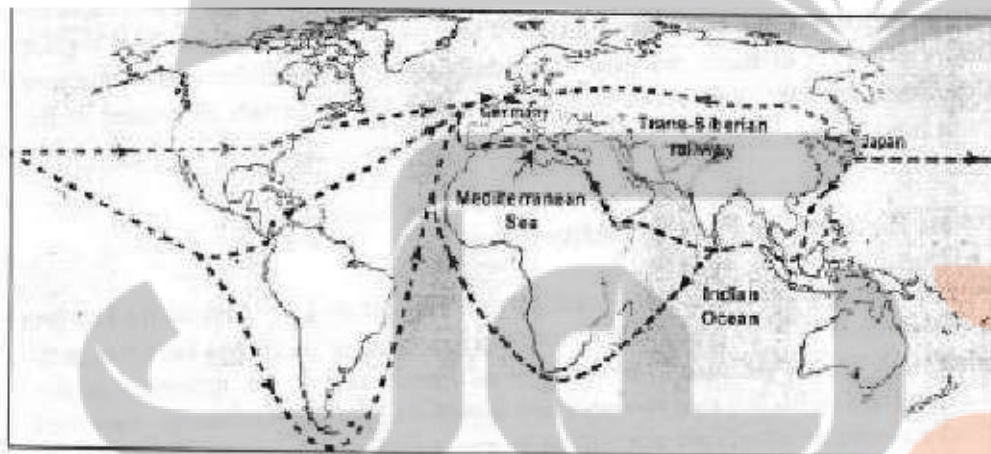 Germany
Trans-Siberian
railway
Japan
Mediterranean
Sea
Indian
Ocean